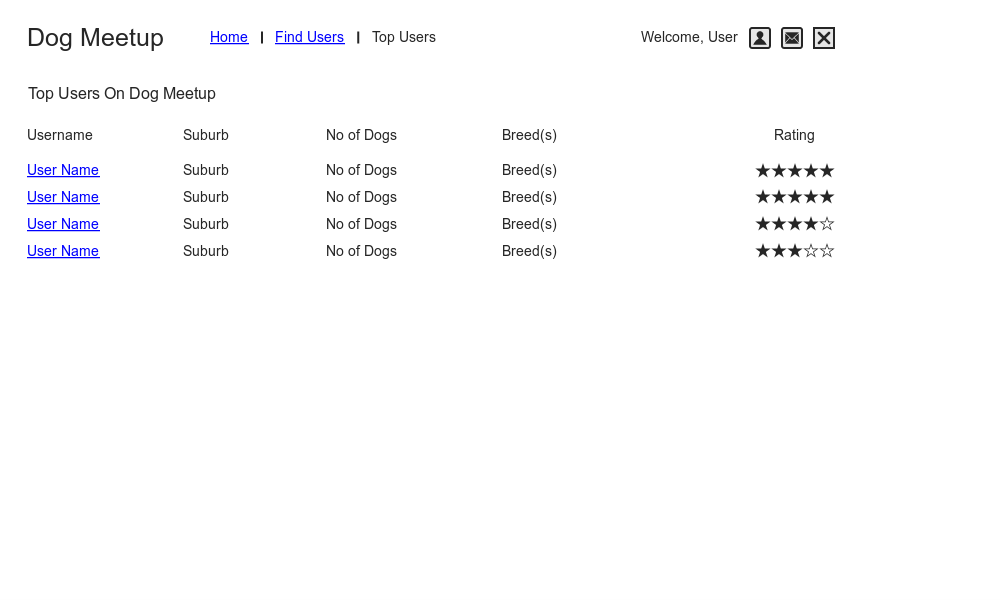 Dog Meetup Home | Find Users | Top Users Welcome, User
Top Users On Dog Meetup
Username Suburb No of Dogs Breed(s) Rating
User Name Suburb No of Dogs Breed(s) ★★★★★
User Name Suburb No of Dogs Breed(s) ★★★★★
User Name Suburb No of Dogs Breed(s) ★★★★☆
User Name Suburb No of Dogs Breed(s) ★★★☆☆